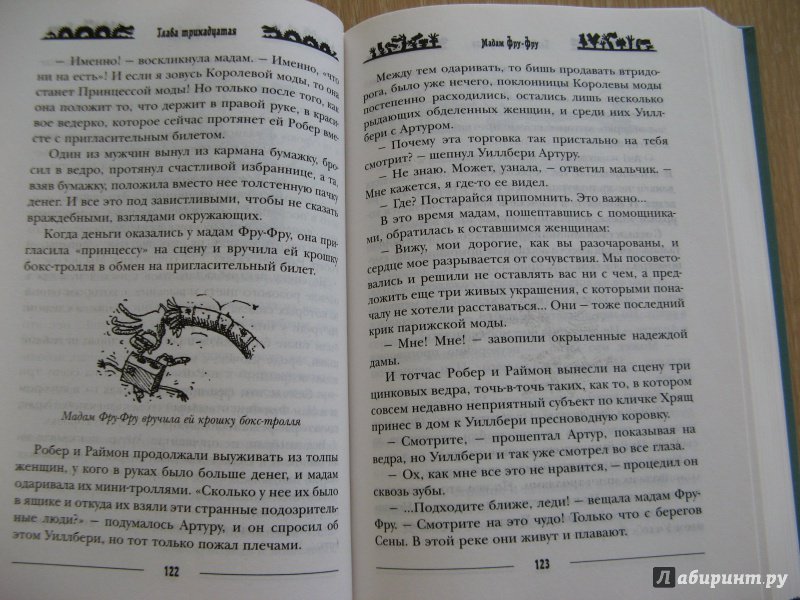 Глава тринадцатая
— Именно! — воскликнула мадам. — Именно, «что
ни на есть»! И если я зовусь Королевой моды, то она
станет Принцессой моды! Но только после того, как
она положит то, что держит в правой руке, в краси-
вое ведерко, которое сейчас протянет ей Робер вме-
сте с пригласительным билетом.
Один из мужчин вынул из кармана бумажку, бро-
сил в ведро, протянул счастливой избраннице, а та,
взяв бумажку, положила вместо нее толстенную пачку
денег. И все это под завистливыми, чтобы не сказать
враждебными, взглядами окружающих.
Когда деньги оказались у мадам Фру-Фру, она при-
гласила «принцессу» на сцену и вручила ей крошку
бокс-тролля в обмен на пригласительный билет.
Мадам Фру-Фру вручила ей крошку бокс-тролля
Робер и Раймон продолжали выуживать из толпы
женщин, у кого в руках было больше денег, и мадам
одаривала их мини-троллями. «Сколько у нее их было
в ящике и откуда их взяли эти странные подозритель-
ные люди?» — подумалось Артуру, и он спросил об
этом Уиллбери, но тот только пожал плечами.
122
Мадам Фру-Фру
Между тем одаривать, то бишь продавать втридо-
рога, было уже нечего, поклонницы Королевы моды
постепенно расходились, остались лишь несколько
рыдающих обделенных женщин, и среди них Уилл-
бери с Артуром.
— Почему эта торговка так пристально на тебя
смотрит? — шепнул Уиллбери Артуру.
— Не знаю. Может, узнала, — ответил мальчик. —
Мне кажется, я где-то ее видел.
— Где? Постарайся припомнить. Это важно...
В это время мадам, пошептавшись с помощника-
ми, обратилась к оставшимся женщинам:
— Вижу, мои дорогие, как вы разочарованы, и
сердце мое разрывается от сочувствия. Мы посовето-
вались и решили не оставлять вас ни с чем, а пред-
ложить еще три живых украшения, с которыми пона-
чалу не хотели расставаться... Они — тоже последний
крик парижской моды.
— Мне! Мне! — завопили окрыленные надеждой
дамы.
И тотчас Робер и Раймон вынесли на сцену три
цинковых ведра, точь-в-точь таких, как то, в котором
совсем недавно неприятный субъект по кличке Хрящ
принес в дом к Уиллбери пресноводную коровку.
— Смотрите, — прошептал Артур, показывая на
ведра, но Уиллбери и так уже смотрел во все глаза.
— Ох, как мне все это не нравится, — процедил он
сквозь зубы.
— ...Подходите ближе, леди! — вещала мадам Фру-
Фру. — Смотрите на это чудо! Только что с берегов
Сены. В этой реке они живут и плавают.
123
Лабиринт.ру